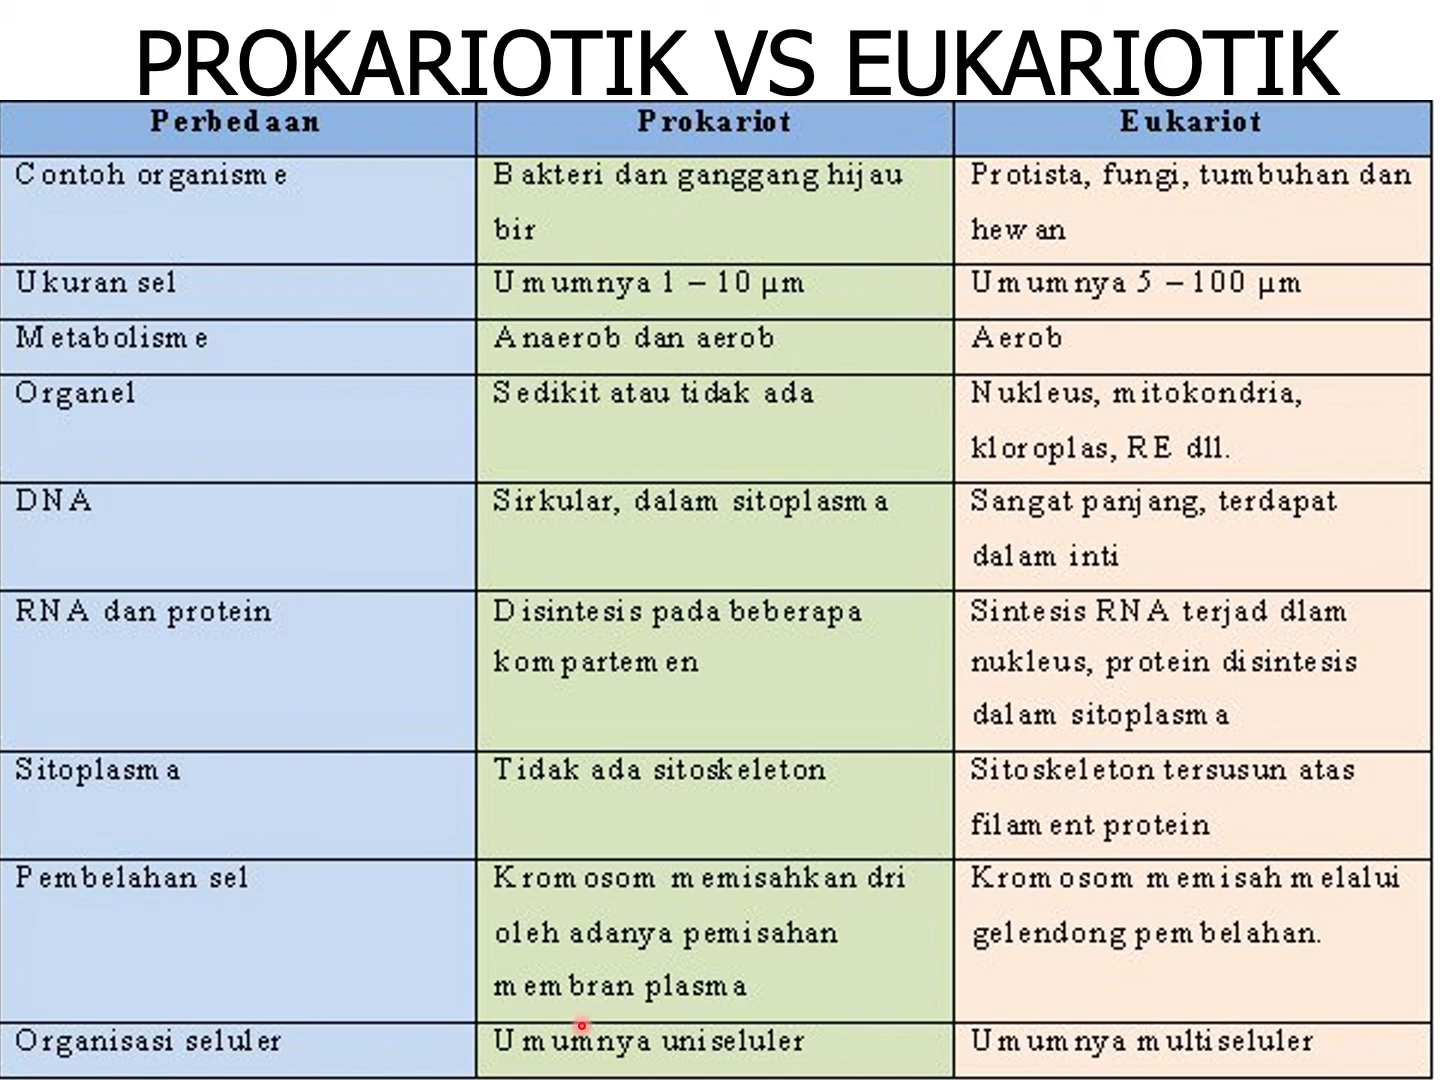 PROKARIOTIK VS EUKARIOTIK
Perbedaan Prokariot Eukariot
Contoh organisme Bakteri dan ganggang hijau Protista, fungi, tumbuhan dan
bir hewan
Ukuran sel Umumnya 1 – 10 µm Umumnya 5 – 100 µm
Metabolisme Anaerob dan aerob Aerob
Organel Sedikit atau tidak ada Nukleus, mitokondria,
kloroplas, RE dll.
DNA Sirkular, dalam sitoplasma Sangat panjang, terdapat
dalam inti
RNA dan protein Disintesis pada beberapa Sintesis RNA terjad dlam
kompartemen nukleus, protein disintesis
dalam sitoplasma
Sitoplasma Tidak ada sitoskeleton Sitoskeleton tersusun atas
filament protein
Pembelahan sel Kromosom memisahkan dri Kromosom memisah melalui
oleh adanya pemisahan gelendong pembelahan.
membran plasma
Organisasi seluler Umumnya uniseluler Umumnya multiseluler